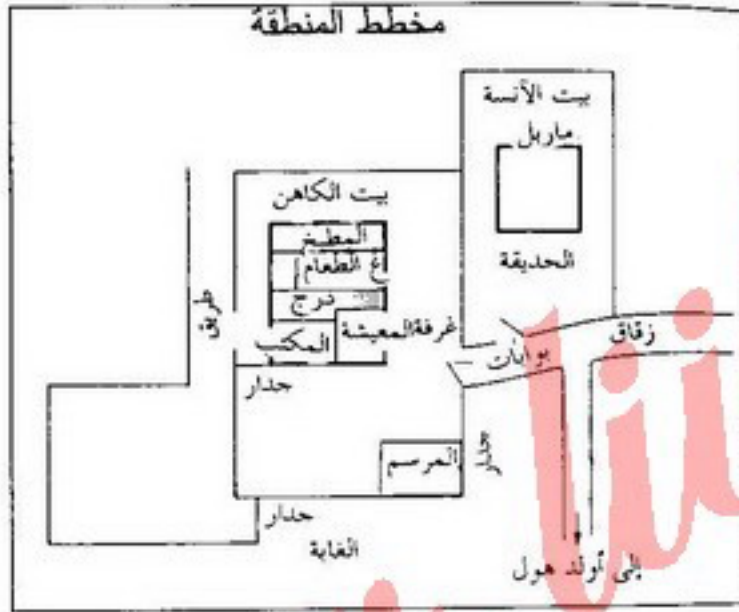 مخطط المنطقة
بيت الآنسة
ماربل
بيت الكاهن
المطبخ
غ الطعام
درج
غرفة المعيشة
المكتب
الحديقة
طريق
زقاق
بوابات
جدار
المرسم
جدار
جدار
الغابة
إلى أولد هول